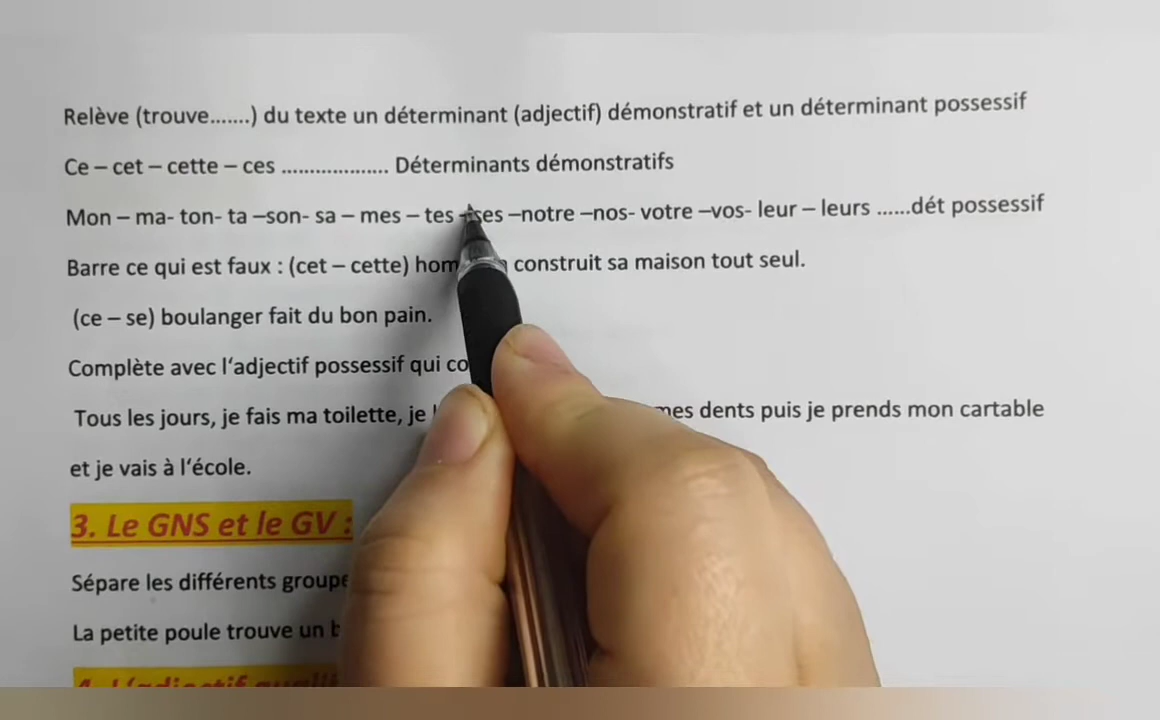 Relève (trouve.......) du texte un déterminant (adjectif) démonstratif et un déterminant possessif
Ce – cet – cette – ces ................... Déterminants démonstratifs
Mon – ma- ton- ta –son- sa – mes – tes –ses –notre –nos- votre –vos- leur – leurs ......dét possessif
Barre ce qui est faux : (cet – cette) construit sa maison tout seul.
(ce – se) boulanger fait du bon pain.
Complète avec l'adjectif possessif qui
Tous les jours, je fais ma toilette, je mes dents puis je prends mon cartable
et je vais à l'école.
3. Le GNS et le GV :
Sépare les différents
La petite poule trouve un